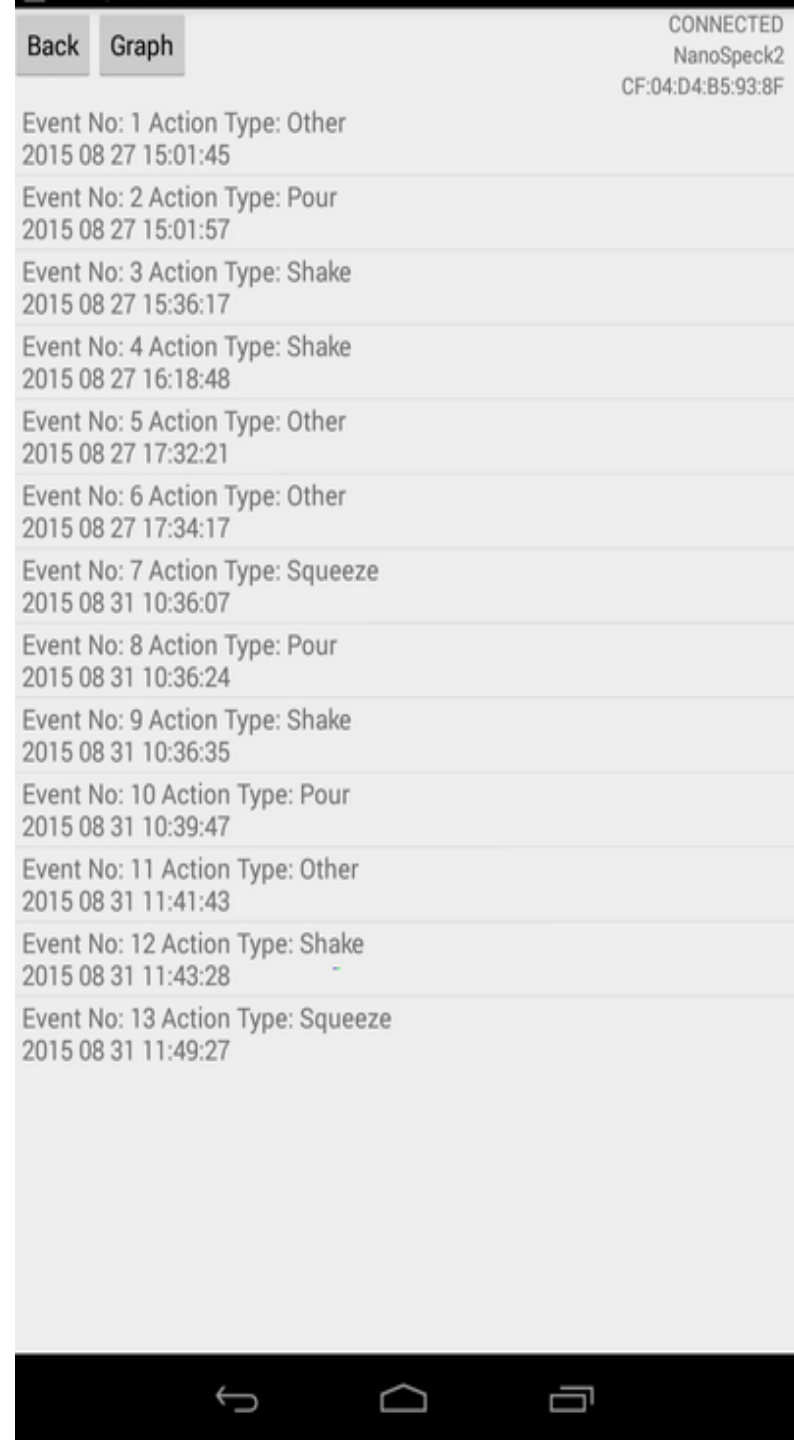 Back Graph
CONNECTED
NanoSpeck2
CF:04:D4:B5:93:8F
Event No: 1 Action Type: Other
2015 08 27 15:01:45
Event No: 2 Action Type: Pour
2015 08 27 15:01:57
Event No: 3 Action Type: Shake
2015 08 27 15:36:17
Event No: 4 Action Type: Shake
2015 08 27 16:18:48
Event No: 5 Action Type: Other
2015 08 27 17:32:21
Event No: 6 Action Type: Other
2015 08 27 17:34:17
Event No: 7 Action Type: Squeeze
2015 08 31 10:36:07
Event No: 8 Action Type: Pour
2015 08 31 10:36:24
Event No: 9 Action Type: Shake
2015 08 31 10:36:35
Event No: 10 Action Type: Pour
2015 08 31 10:39:47
Event No: 11 Action Type: Other
2015 08 31 11:41:43
Event No: 12 Action Type: Shake
2015 08 31 11:43:28
Event No: 13 Action Type: Squeeze
2015 08 31 11:49:27